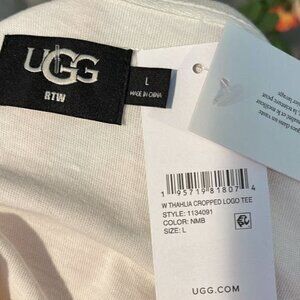 UGG
RTW
L
MADE IN CHINA
1 95719 81807 4
W THAHLIA CROPPED LOGO TEE
STYLE: 1134091
COLOR: NMB
SIZE: L
UGG.COM